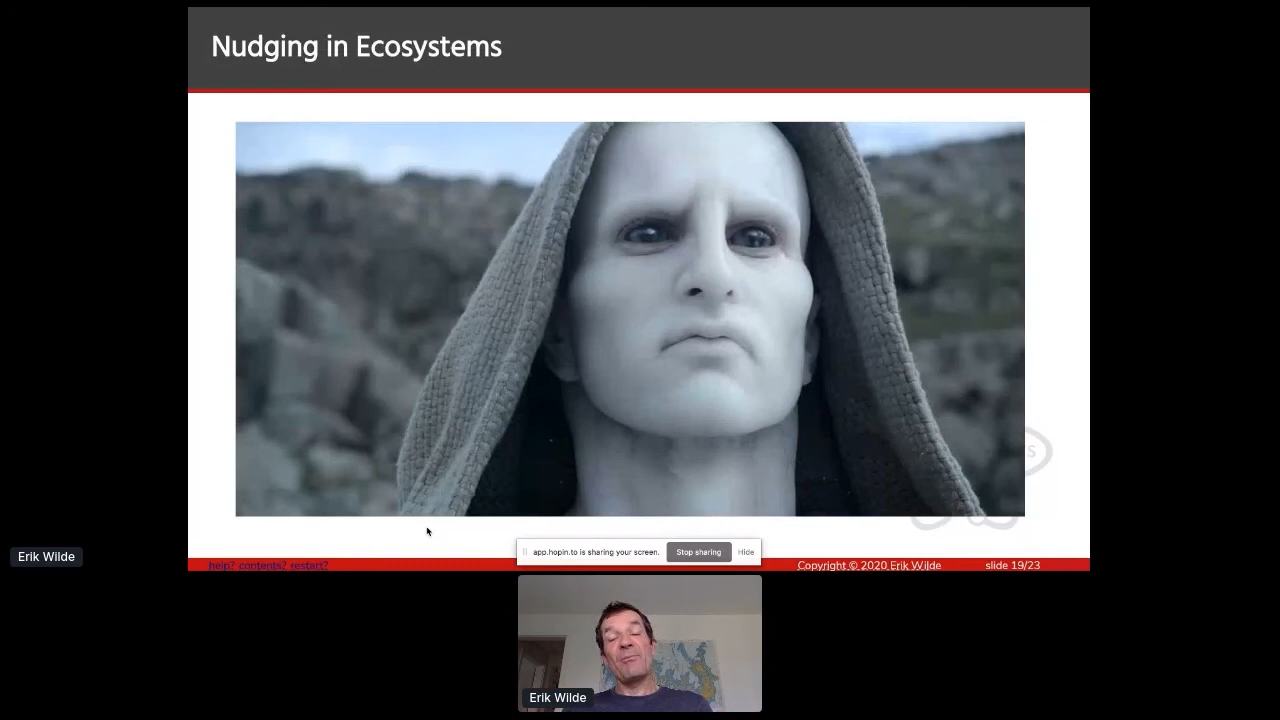 Nudging in Ecosystems
S
Erik Wilde
app.hopin.to is sharing your screen. Stop sharing Hide
help? contents? restart? Copyright © 2020 Erik Wilde slide 19/23
Erik Wilde